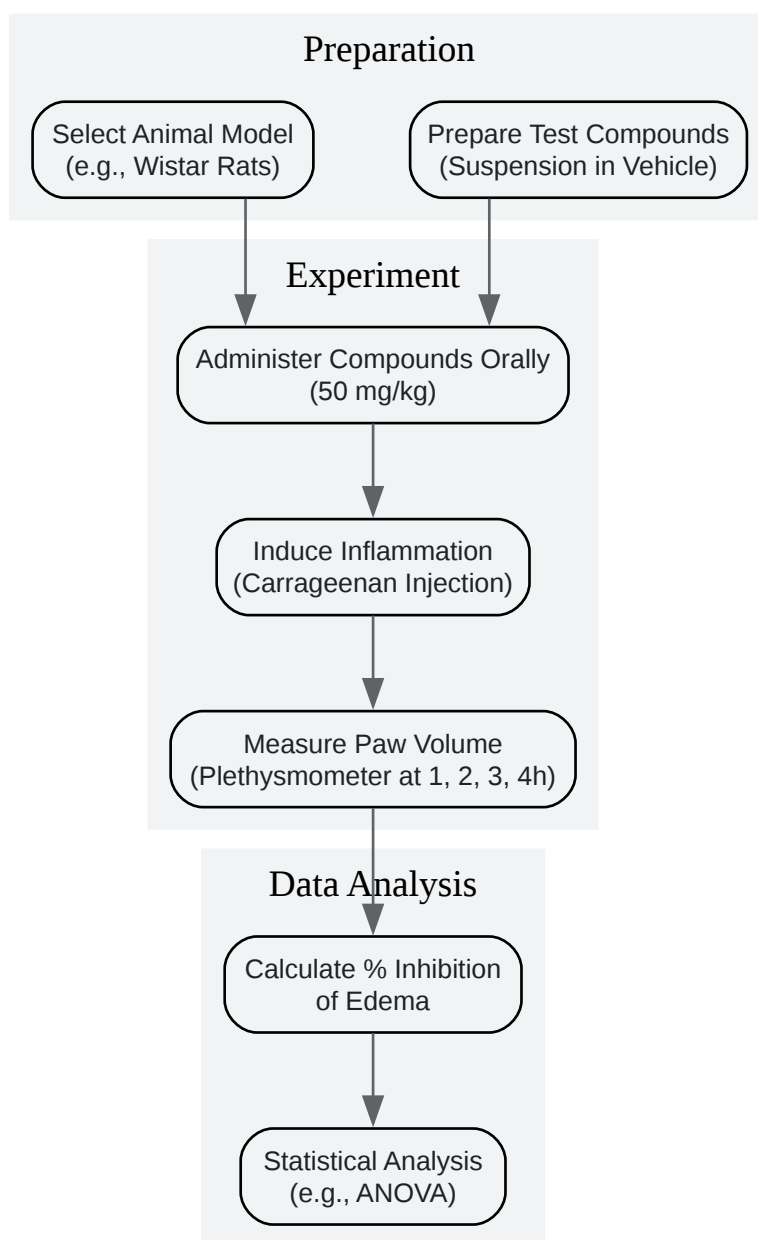 Preparation
Select Animal Model
(e.g., Wistar Rats)
Prepare Test Compounds
(Suspension in Vehicle)
Experiment
Administer Compounds Orally
(50 mg/kg)
Induce Inflammation
(Carrageenan Injection)
Measure Paw Volume
(Plethysmometer at 1, 2, 3, 4h)
Data Analysis
Calculate % Inhibition
of Edema
Statistical Analysis
(e.g., ANOVA)